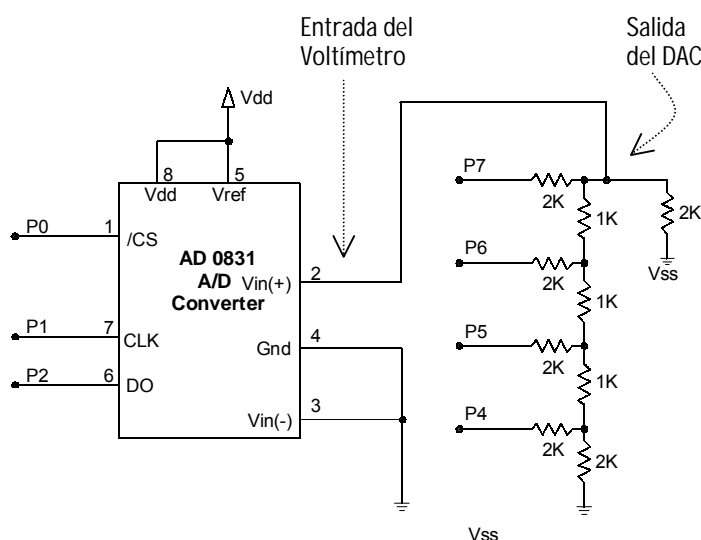 Entrada del
Voltímetro
Salida
del DAC
Vdd
8
5
Vdd
Vref
P0
1
/CS
AD 0831
A/D
Converter
Vin(+)
2
P1
7
CLK
Gnd
4
P2
6
DO
Vin(-)
3
P7
2K
1K
2K
Vss
P6
2K
1K
P5
2K
1K
P4
2K
2K
Vss